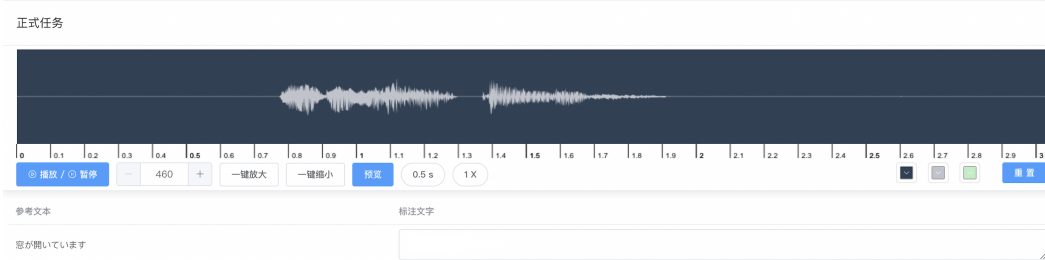 正式任务
0 0.1 0.2 0.3 0.4 0.5 0.6 0.7 0.8 0.9 1 1.1 1.2 1.3 1.4 1.5 1.6 1.7 1.8 1.9 2 2.1 2.2 2.3 2.4 2.5 2.6 2.7 2.8 2.9 3
播放 / 暂停 − 460 + 一键放大 一键缩小 预览 0.5 s 1 X 重置
参考文本 标注文字
窓が開いています